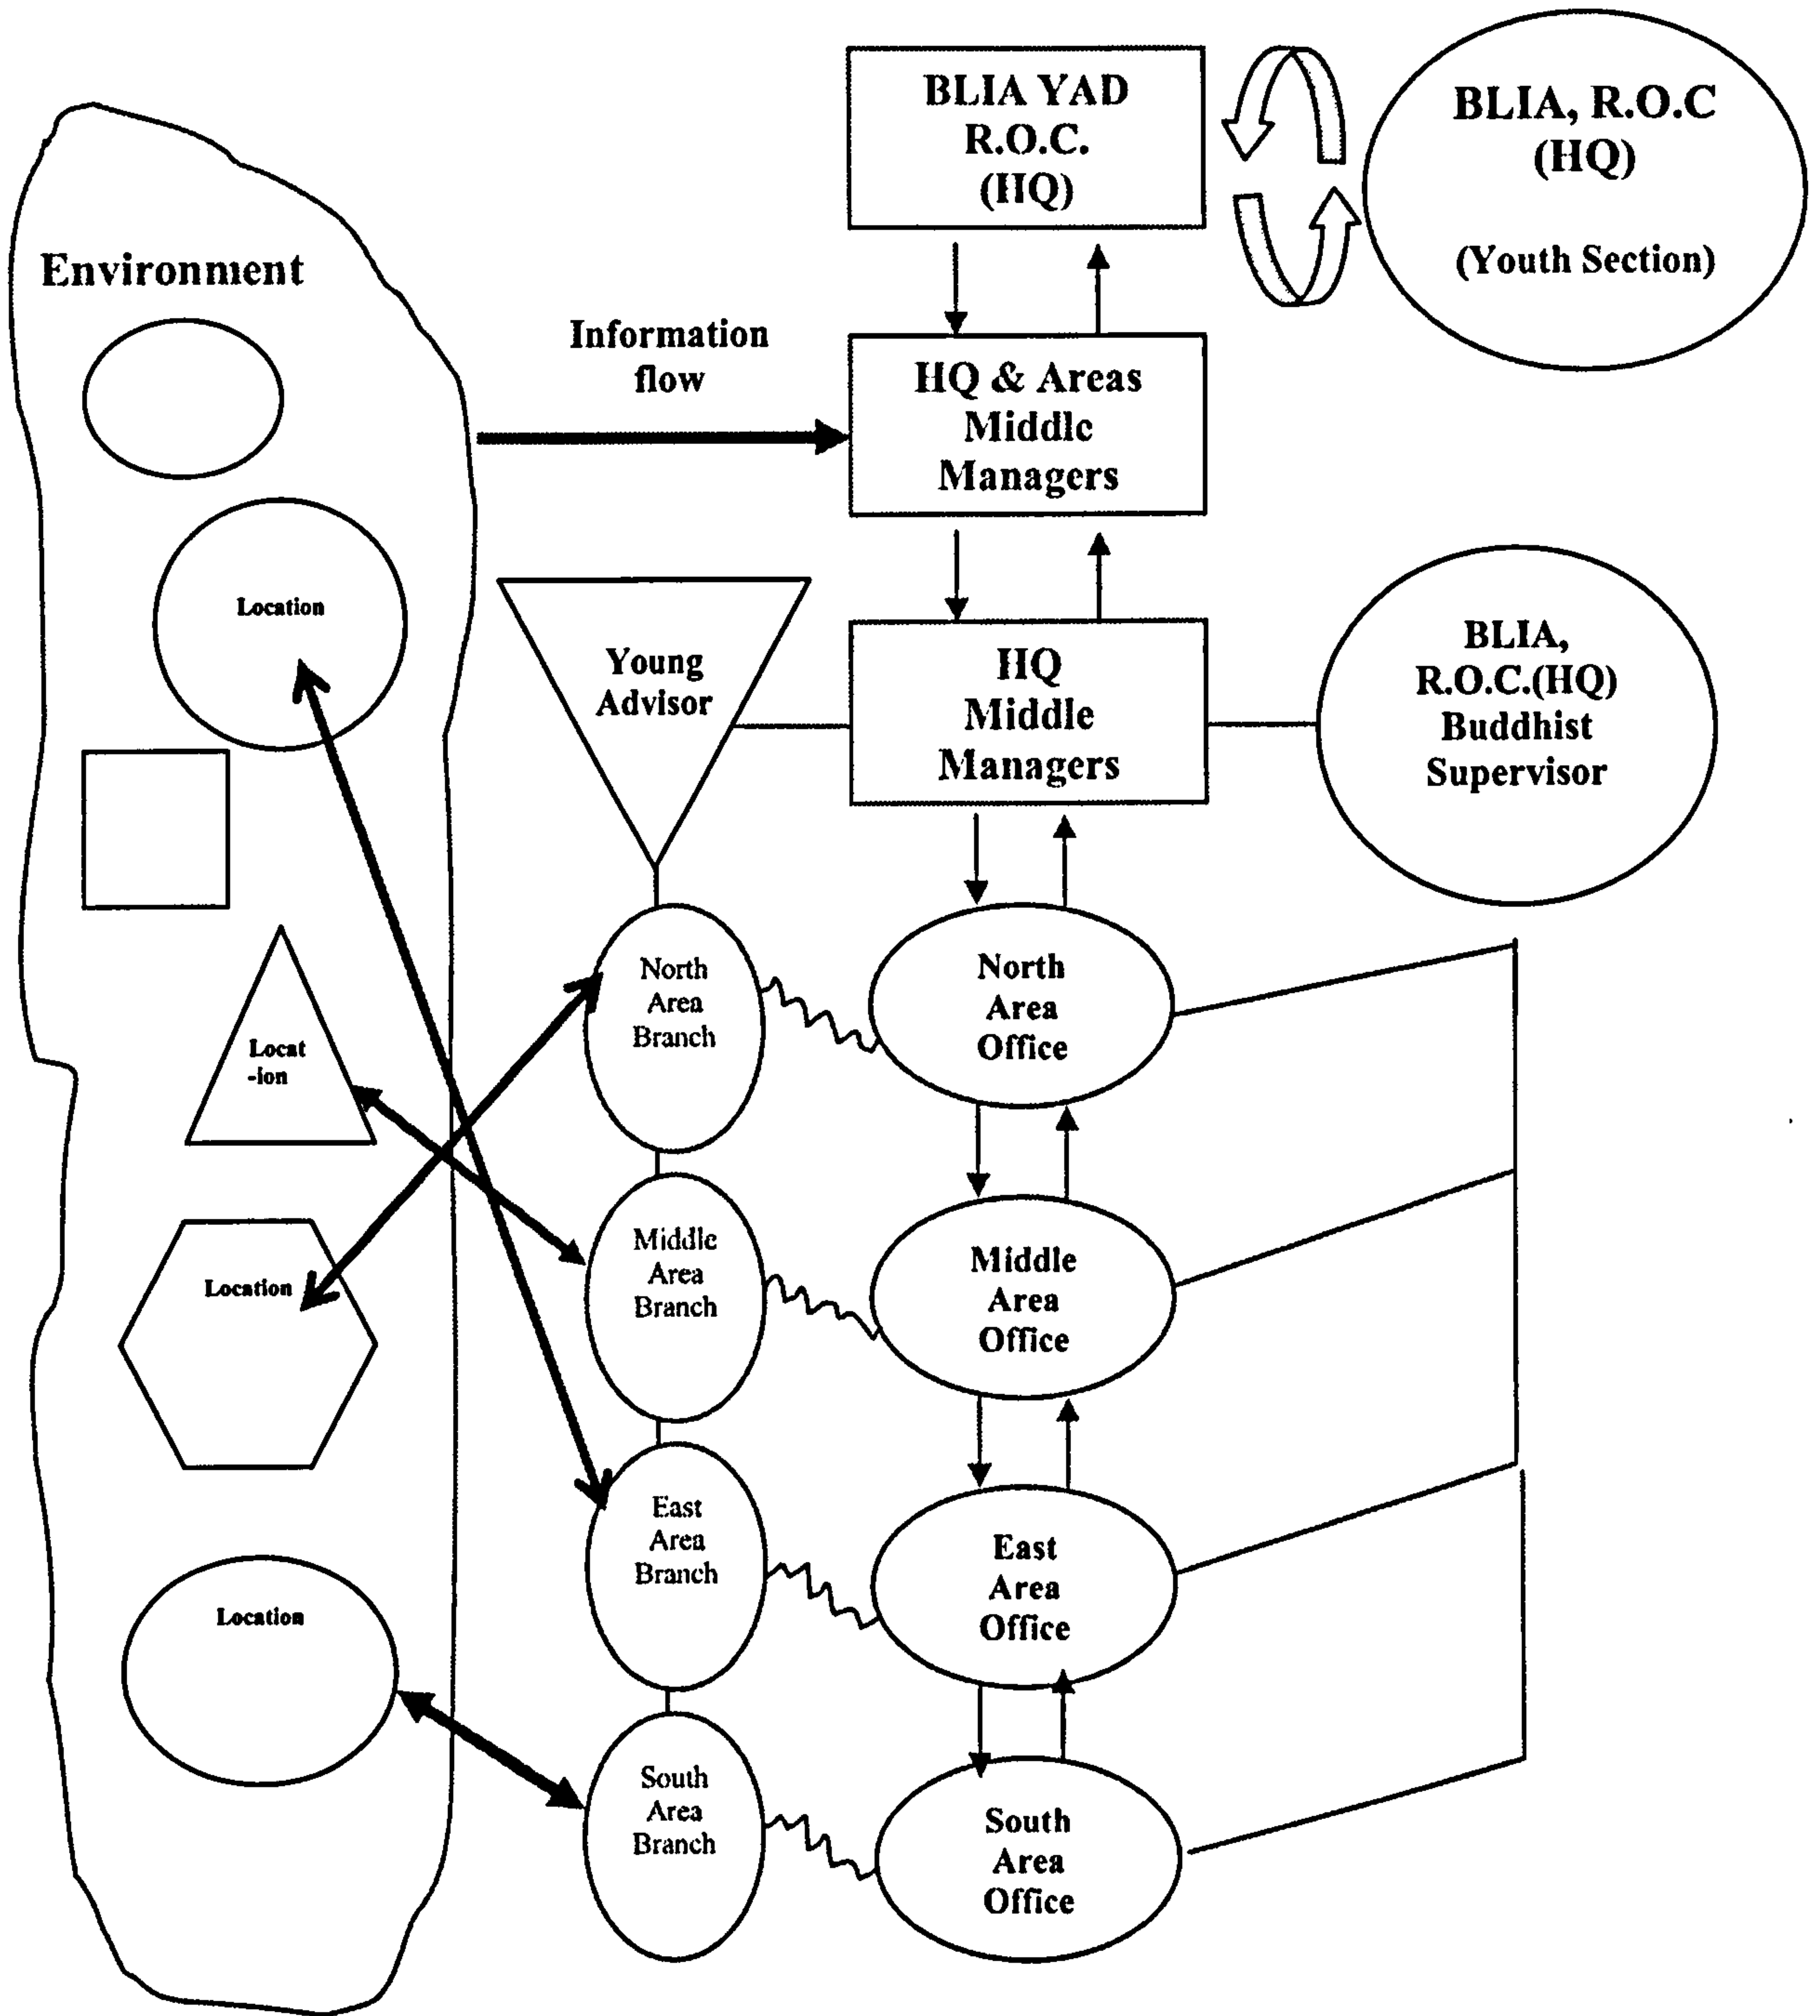 BLIA YAD
R.O.C.
(HQ)
BLIA, R.O.C
(HQ)
(Youth Section)
Environment
Information
flow
HQ & Areas
Middle
Managers
Location
Young
Advisor
HQ
Middle
Managers
BLIA,
R.O.C.(HQ)
Buddhist
Supervisor
Locat
-ion
North
Area
Branch
North
Area
Office
Location
Middle
Area
Branch
Middle
Area
Office
East
Area
Branch
East
Area
Office
Location
South
Area
Branch
South
Area
Office